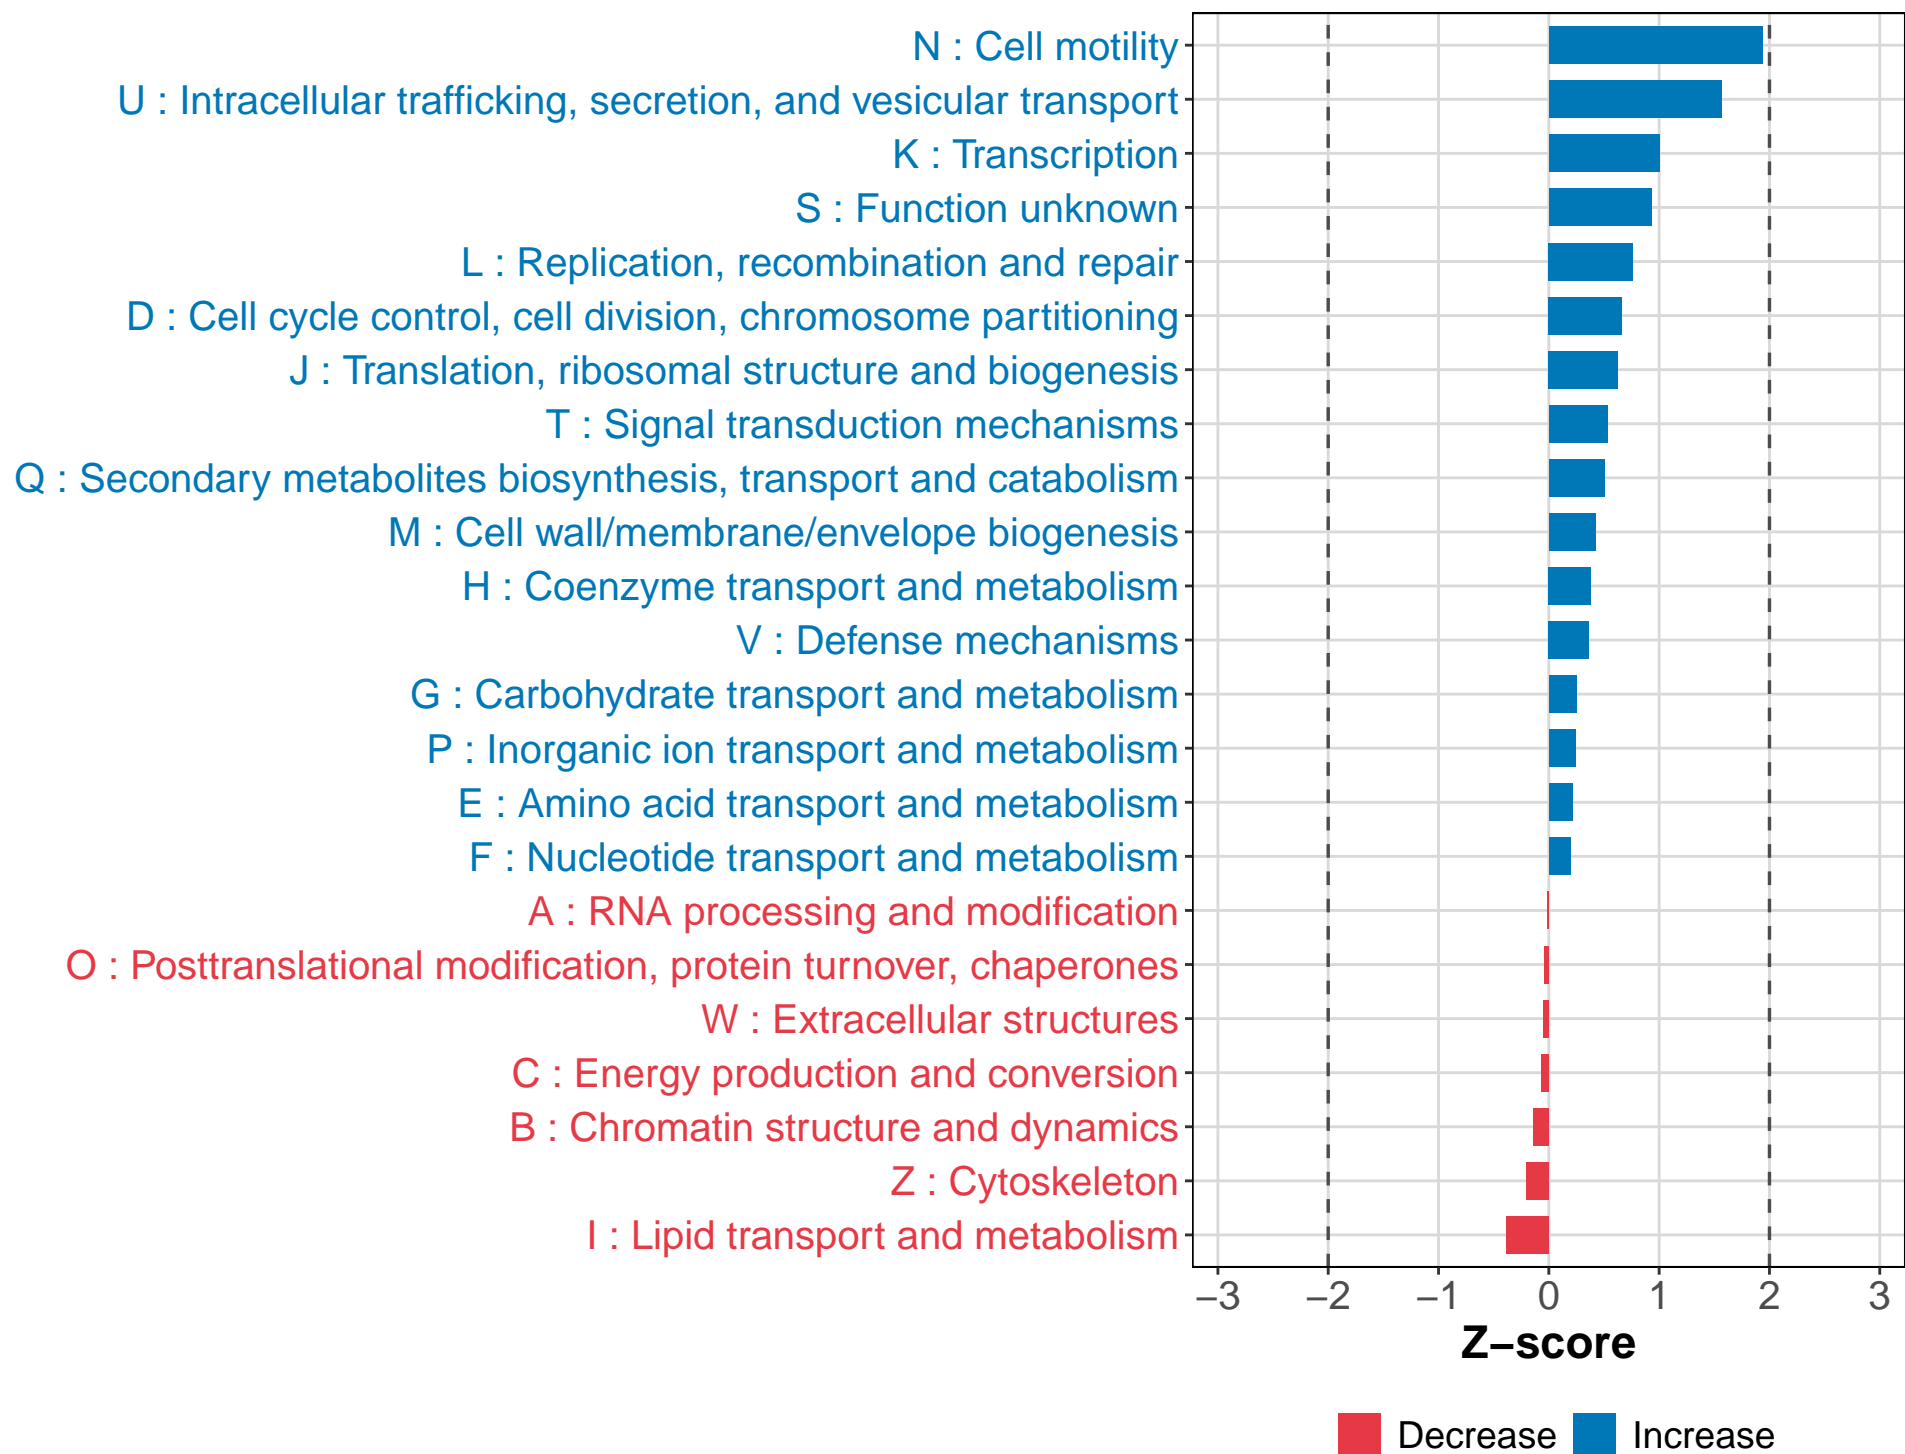 N : Cell motility
U : Intracellular trafficking, secretion, and vesicular transport
K : Transcription
S : Function unknown
L : Replication, recombination and repair
D : Cell cycle control, cell division, chromosome partitioning
J : Translation, ribosomal structure and biogenesis
T : Signal transduction mechanisms
Q : Secondary metabolites biosynthesis, transport and catabolism
M : Cell wall/membrane/envelope biogenesis
H : Coenzyme transport and metabolism
V : Defense mechanisms
G : Carbohydrate transport and metabolism
P : Inorganic ion transport and metabolism
E : Amino acid transport and metabolism
F : Nucleotide transport and metabolism
A : RNA processing and modification
O : Posttranslational modification, protein turnover, chaperones
W : Extracellular structures
C : Energy production and conversion
B : Chromatin structure and dynamics
Z : Cytoskeleton
I : Lipid transport and metabolism
−3 −2 −1 0 1 2 3
Z−score
Decrease Increase